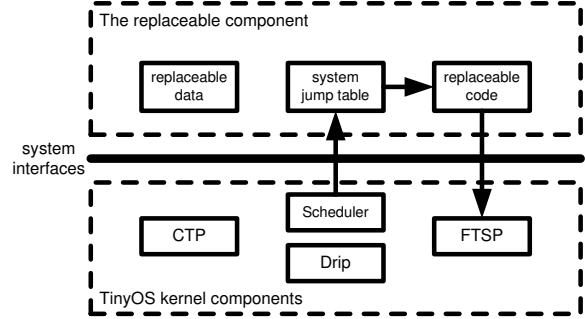 The replaceable component
replaceable
data
system
jump table
replaceable
code
system
interfaces
Scheduler
CTP
FTSP
Drip
TinyOS kernel components